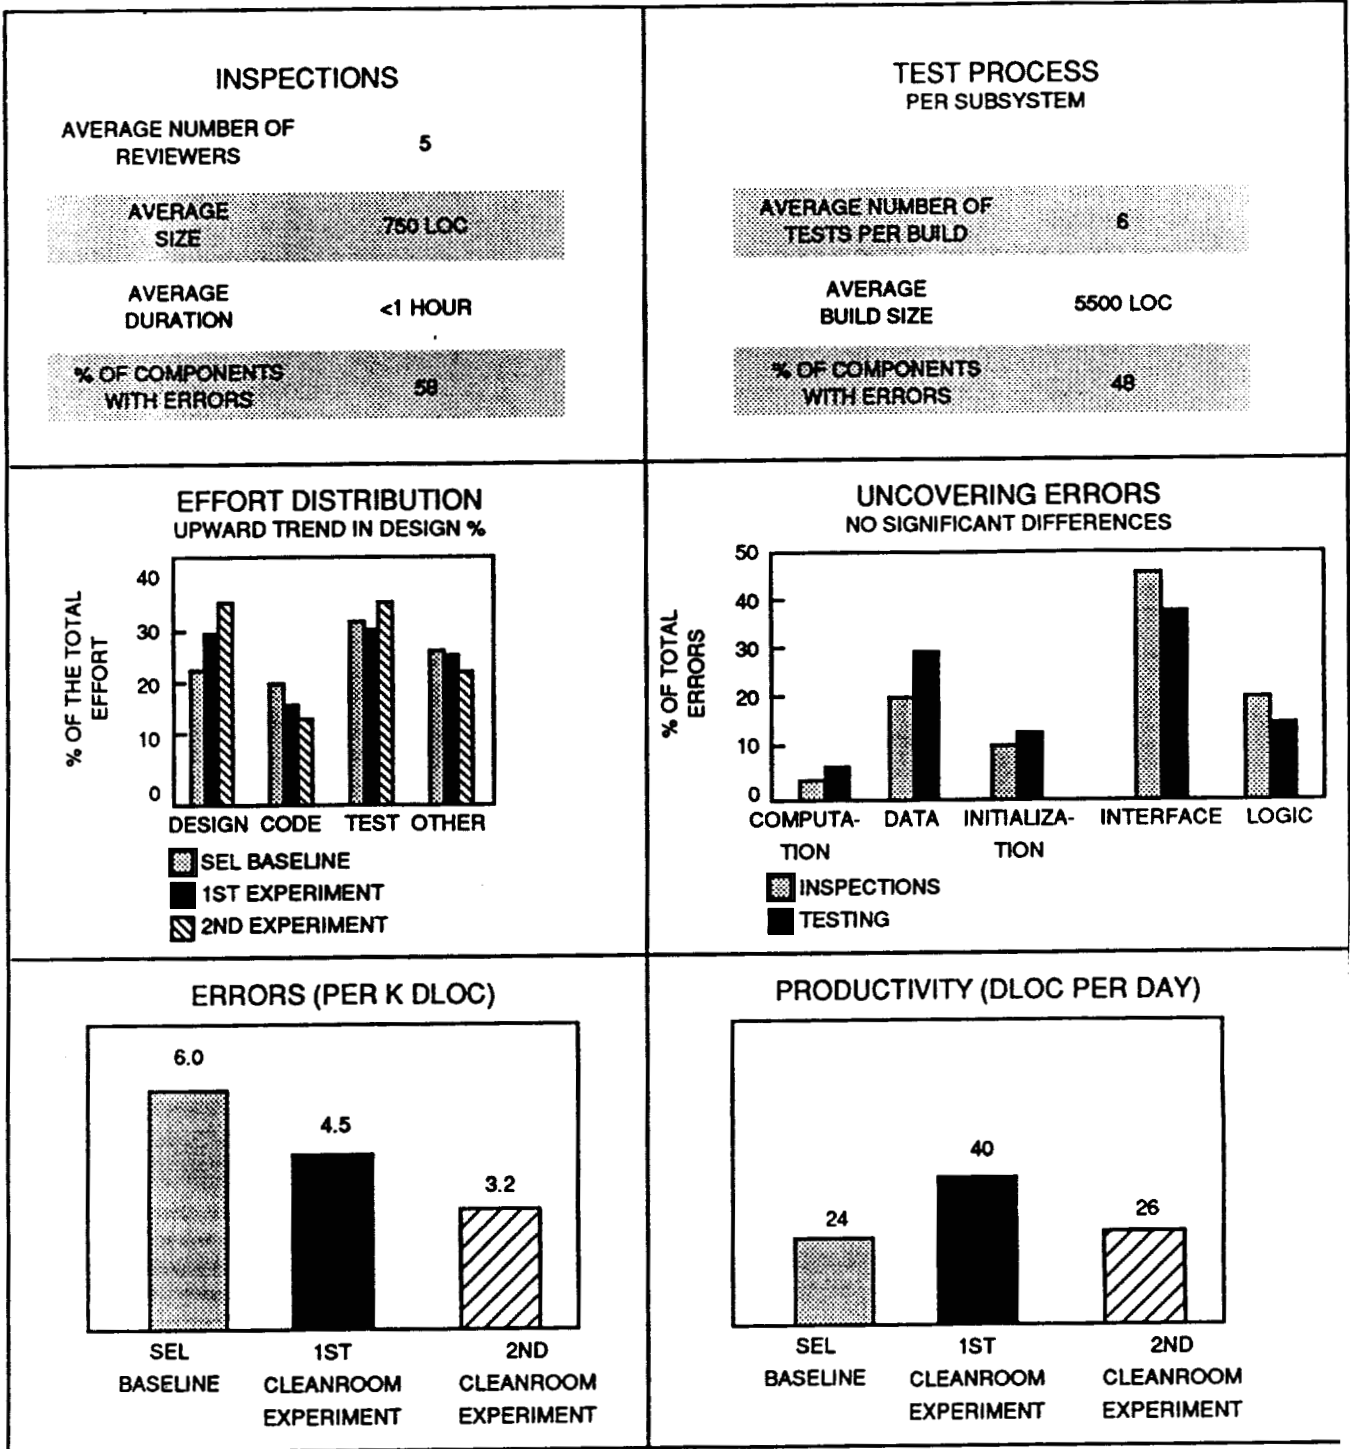 INSPECTIONS
AVERAGE NUMBER OF
REVIEWERS
5
AVERAGE
SIZE
750 LOC
AVERAGE
DURATION
<1 HOUR
% OF COMPONENTS
WITH ERRORS
58
TEST PROCESS
PER SUBSYSTEM
AVERAGE NUMBER OF
TESTS PER BUILD
6
AVERAGE
BUILD SIZE
5500 LOC
% OF COMPONENTS
WITH ERRORS
48
EFFORT DISTRIBUTION
UPWARD TREND IN DESIGN %
% OF THE TOTAL
EFFORT
40
30
20
10
0
DESIGN CODE TEST OTHER
SEL BASELINE
1ST EXPERIMENT
2ND EXPERIMENT
UNCOVERING ERRORS
NO SIGNIFICANT DIFFERENCES
% OF TOTAL
ERRORS
50
40
30
20
10
0
COMPUTA- DATA INITIALIZA- INTERFACE LOGIC
TION TION
INSPECTIONS
TESTING
ERRORS (PER K DLOC)
6.0
4.5
3.2
SEL 1ST 2ND
BASELINE CLEANROOM CLEANROOM
EXPERIMENT EXPERIMENT
PRODUCTIVITY (DLOC PER DAY)
24
40
26
SEL 1ST 2ND
BASELINE CLEANROOM CLEANROOM
EXPERIMENT EXPERIMENT